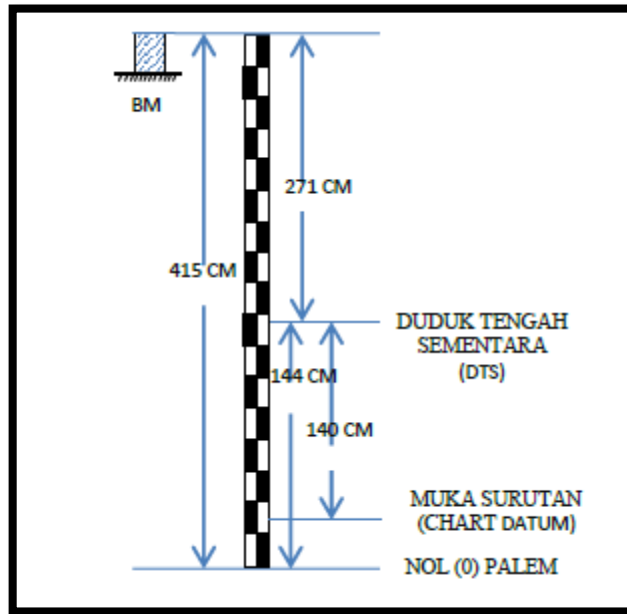 BM
271 CM
415 CM
DUDUK TENGAH
SEMENTARA
(DTS)
144 CM
140 CM
MUKA SURUTAN
(CHART DATUM)
NOL (0) PALEM